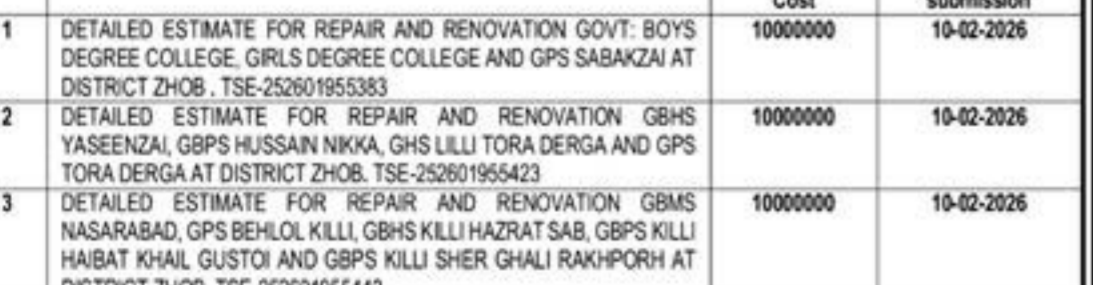 Cost submission
1 DETAILED ESTIMATE FOR REPAIR AND RENOVATION GOVT: BOYS 10000000 10-02-2026
DEGREE COLLEGE, GIRLS DEGREE COLLEGE AND GPS SABAKZAI AT
DISTRICT ZHOB . TSE-252601955383
2 DETAILED ESTIMATE FOR REPAIR AND RENOVATION GBHS 10000000 10-02-2026
YASEENZAI, GBPS HUSSAIN NIKKA, GHS LILLI TORA DERGA AND GPS
TORA DERGA AT DISTRICT ZHOB. TSE-252601955423
3 DETAILED ESTIMATE FOR REPAIR AND RENOVATION GBMS 10000000 10-02-2026
NASARABAD, GPS BEHLOL KILLI, GBHS KILLI HAZRAT SAB, GBPS KILLI
HAIBAT KHAIL GUSTOI AND GBPS KILLI SHER GHALI RAKHPORH AT
DISTRICT ZHOB